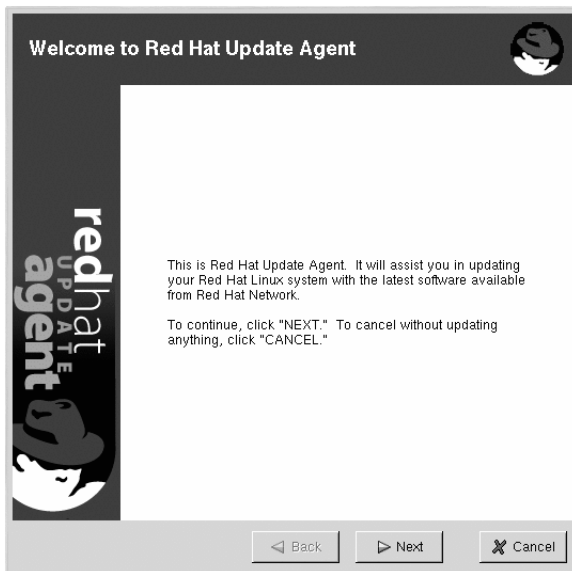 Welcome to Red Hat Update Agent
redhat
UPDATE
agent
This is Red Hat Update Agent. It will assist you in updating
your Red Hat Linux system with the latest software available
from Red Hat Network.
To continue, click "NEXT." To cancel without updating
anything, click "CANCEL."
Back
Next
Cancel